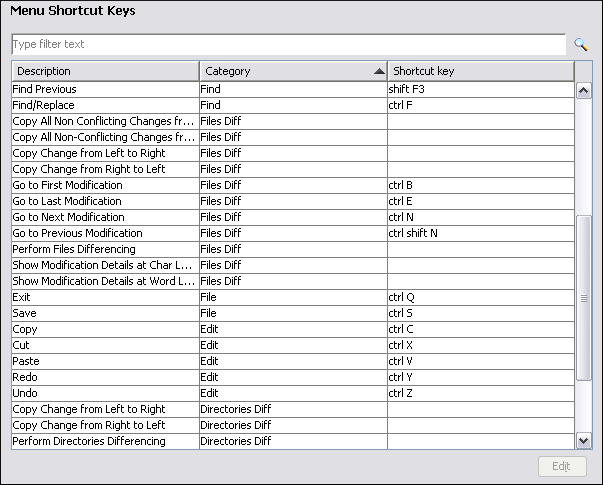 Menu Shortcut Keys
Type filter text
Description Category Shortcut key
Find Previous Find shift F3
Find/Replace Find ctrl F
Copy All Non Conflicting Changes fr... Files Diff
Copy All Non-Conflicting Changes fr... Files Diff
Copy Change from Left to Right Files Diff
Copy Change from Right to Left Files Diff
Go to First Modification Files Diff ctrl B
Go to Last Modification Files Diff ctrl E
Go to Next Modification Files Diff ctrl N
Go to Previous Modification Files Diff ctrl shift N
Perform Files Differencing Files Diff
Show Modification Details at Char L... Files Diff
Show Modification Details at Word L... Files Diff
Exit File ctrl Q
Save File ctrl S
Copy Edit ctrl C
Cut Edit ctrl X
Paste Edit ctrl V
Redo Edit ctrl Y
Undo Edit ctrl Z
Copy Change from Left to Right Directories Diff
Copy Change from Right to Left Directories Diff
Perform Directories Differencing Directories Diff
Edit